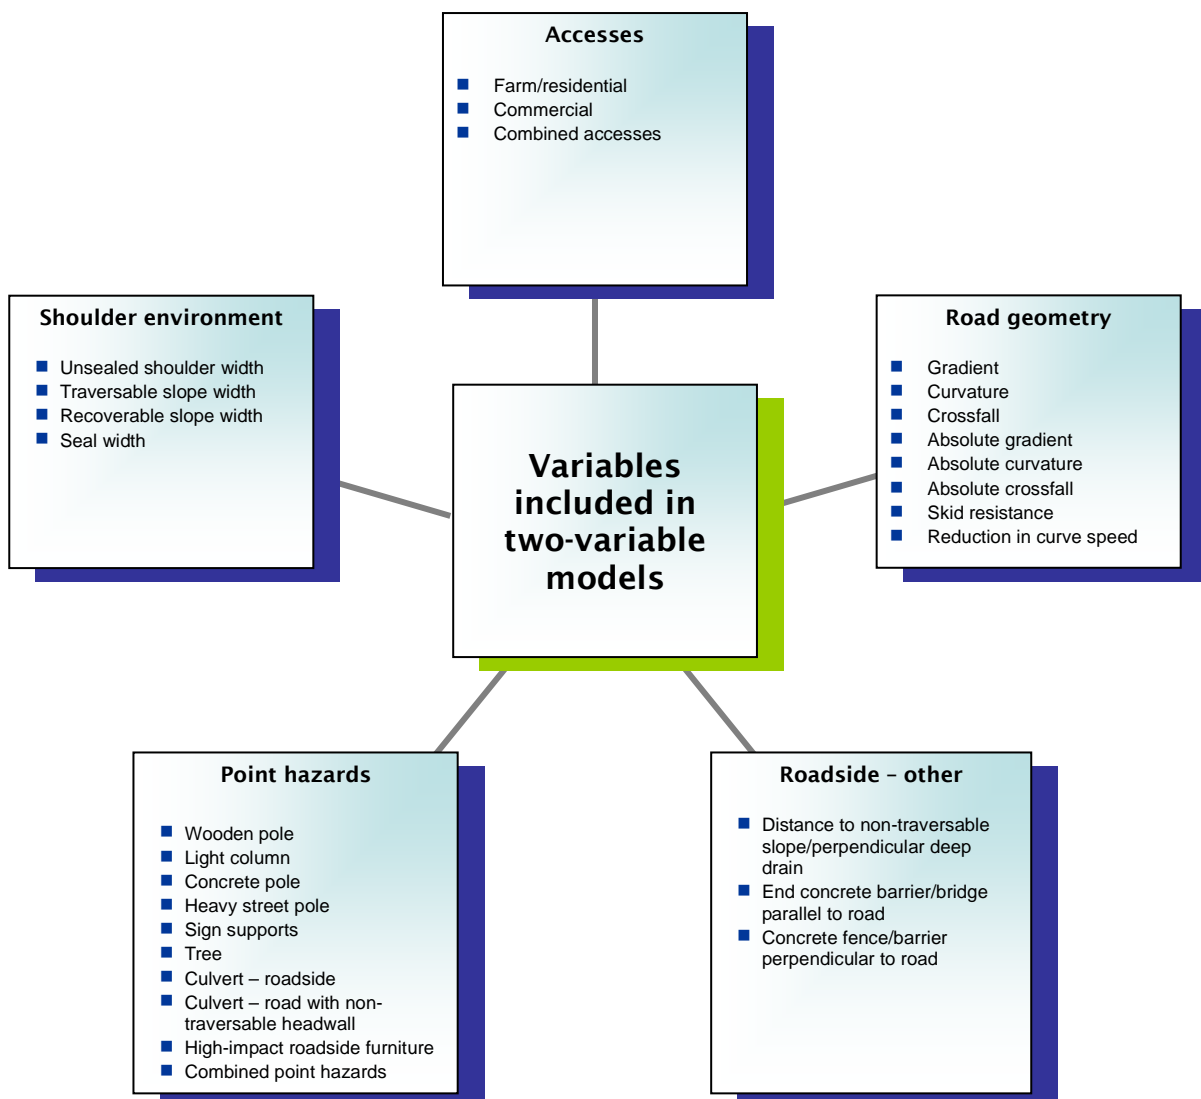 Accesses
Farm/residential
Commercial
Combined accesses
Shoulder environment
Unsealed shoulder width
Traversable slope width
Recoverable slope width
Seal width
Road geometry
Gradient
Curvature
Crossfall
Absolute gradient
Absolute curvature
Absolute crossfall
Skid resistance
Reduction in curve speed
Variables
included in
two-variable
models
Point hazards
Wooden pole
Light column
Concrete pole
Heavy street pole
Sign supports
Tree
Culvert – roadside
Culvert – road with non-
traversable headwall
High-impact roadside furniture
Combined point hazards
Roadside – other
Distance to non-traversable
slope/perpendicular deep
drain
End concrete barrier/bridge
parallel to road
Concrete fence/barrier
perpendicular to road